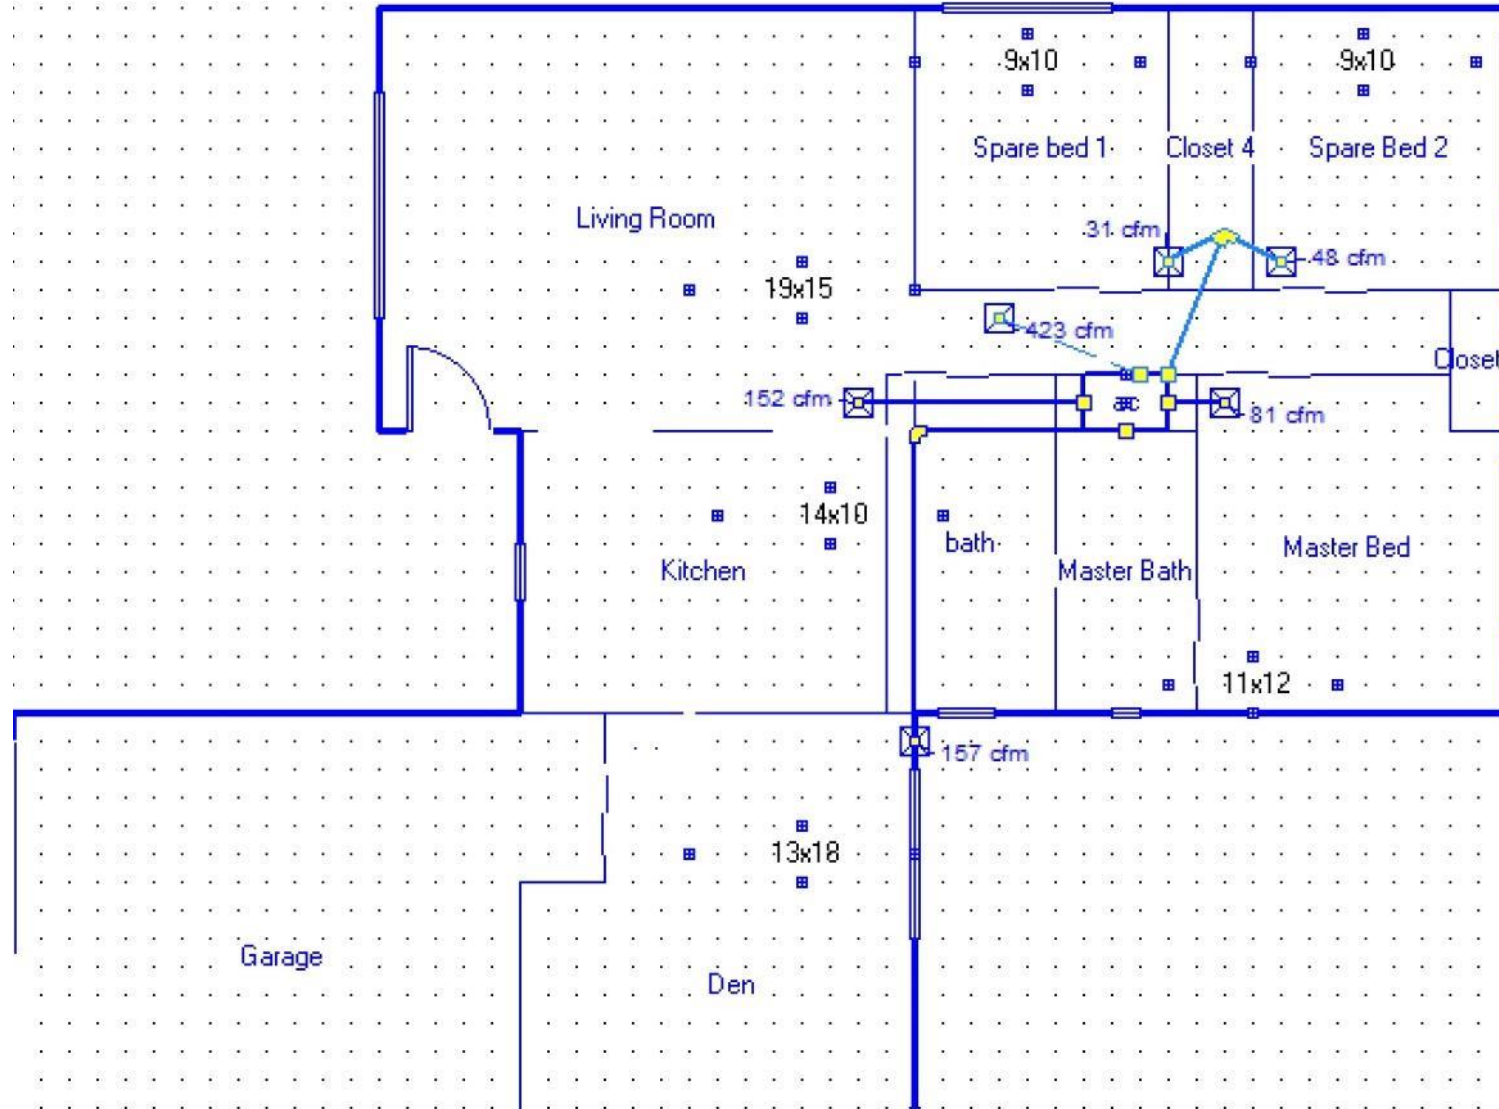 9x10
9x10
Spare bed 1
Closet 4
Spare Bed 2
Living Room
31 cfm
48 cfm
19x15
423 cfm
Closet
152 cfm
81 cfm
14x10
bath
Master Bed
Kitchen
Master Bath
11x12
157 cfm
13x18
Garage
Den